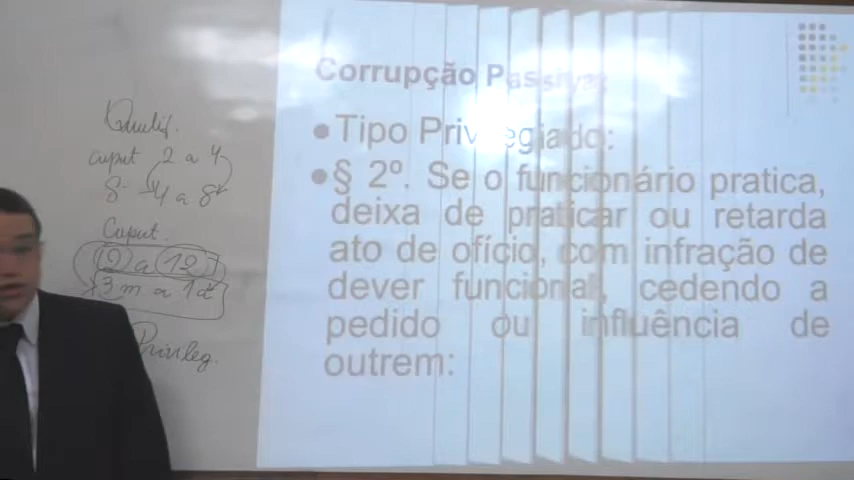 Qualif.
caput 2 a 4
4 a 8
Caput.
(2) a (12)
3 m a 1a
Privileg.
Corrupção Passiva:
•Tipo Privilegiado:
•§ 2º. Se o funcionário pratica,
deixa de praticar ou retarda
ato de ofício, com infração de
dever funcional, cedendo a
pedido ou influência de
outrem: